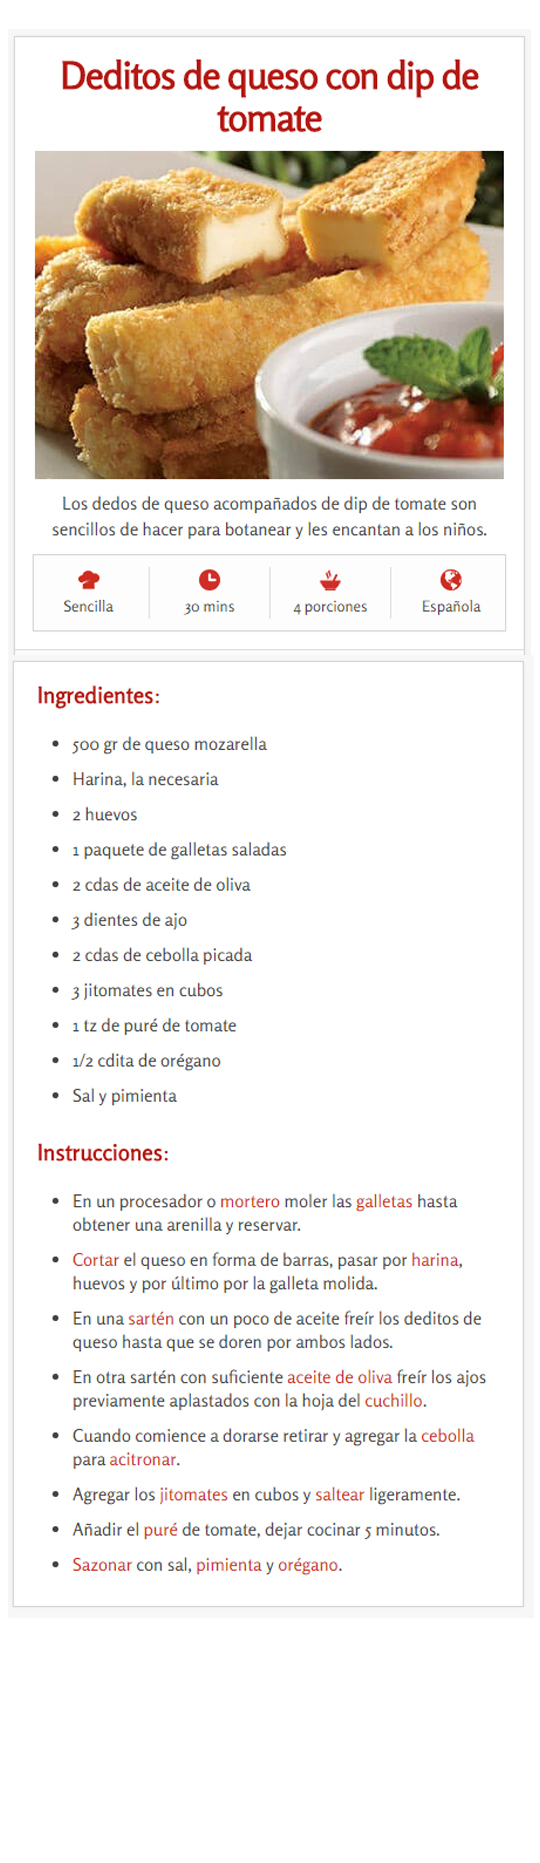 Deditos de queso con dip de
tomate
Los dedos de queso acompañados de dip de tomate son
sencillos de hacer para botanear y les encantan a los niños.
Sencilla
30 mins
4 porciones
Española
Ingredientes:
• 500 gr de queso mozarella
• Harina, la necesaria
• 2 huevos
• 1 paquete de galletas saladas
• 2 cdas de aceite de oliva
• 3 dientes de ajo
• 2 cdas de cebolla picada
• 3 jitomates en cubos
• 1 tz de puré de tomate
• 1/2 cdita de orégano
• Sal y pimienta
Instrucciones:
• En un procesador o mortero moler las galletas hasta
obtener una arenilla y reservar.
• Cortar el queso en forma de barras, pasar por harina,
huevos y por último por la galleta molida.
• En una sartén con un poco de aceite freír los deditos de
queso hasta que se doren por ambos lados.
• En otra sartén con suficiente aceite de oliva freír los ajos
previamente aplastados con la hoja del cuchillo.
• Cuando comience a dorarse retirar y agregar la cebolla
para acitronar.
• Agregar los jitomates en cubos y saltear ligeramente.
• Añadir el puré de tomate, dejar cocinar 5 minutos.
• Sazonar con sal, pimienta y orégano.